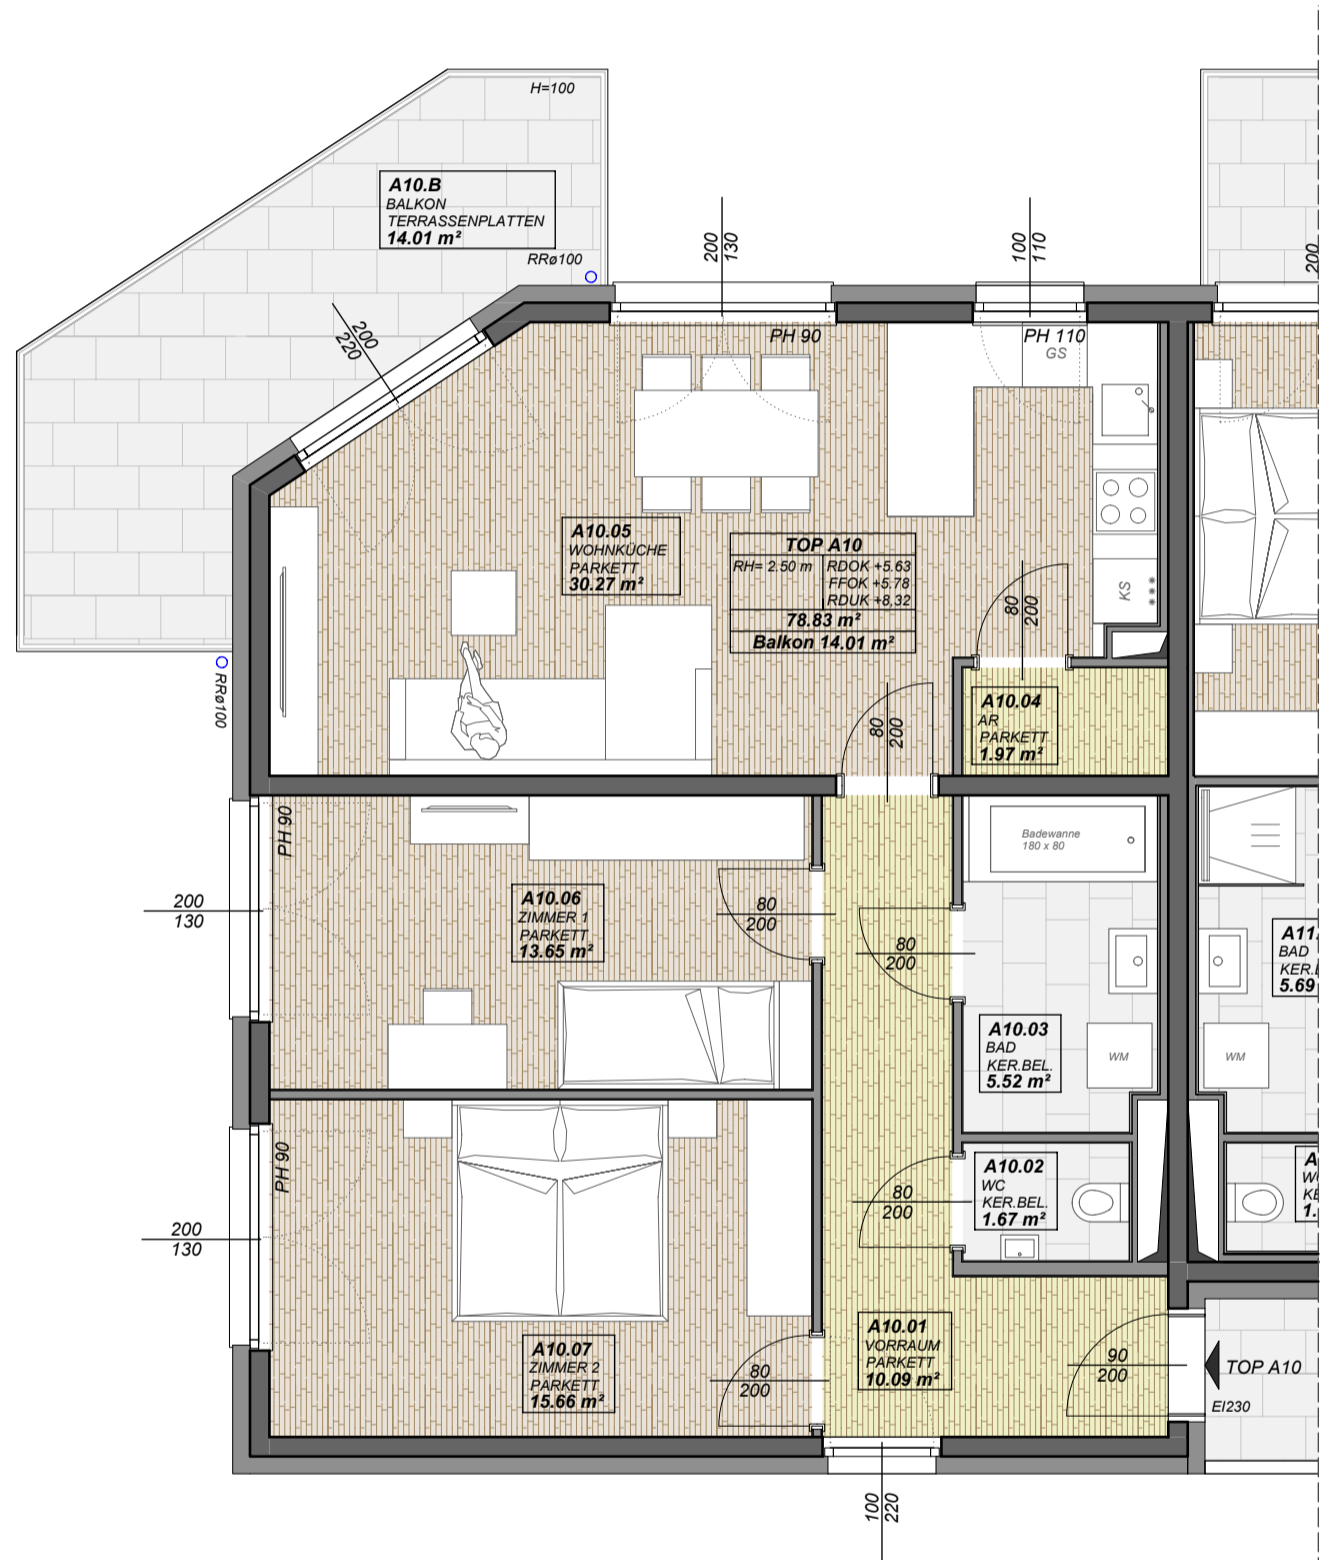 H=100
A10.B
BALKON
TERRASSENPLATTEN
14.01 m²
RRø100
200
130
100
110
200
200
220
PH 90
PH 110
GS
A10.05
WOHNKÜCHE
PARKETT
30.27 m²
TOP A10
RH= 2.50 m
RDOK +5.63
FFOK +5.78
RDUK +8,32
78.83 m²
Balkon 14.01 m²
KS
80
200
RRø100
A10.04
AR
PARKETT
1.97 m²
80
200
PH 90
Badewanne
180 x 80
200
130
A10.06
ZIMMER 1
PARKETT
13.65 m²
80
200
80
200
A11.
BAD
KER.B
5.69
A10.03
BAD
KER.BEL.
5.52 m²
WM
WM
PH 90
A10.02
WC
KER.BEL.
1.67 m²
80
200
A
1.
200
130
A10.01
VORRAUM
PARKETT
10.09 m²
A10.07
ZIMMER 2
PARKETT
15.66 m²
80
200
90
200
TOP A10
EI230
100
220